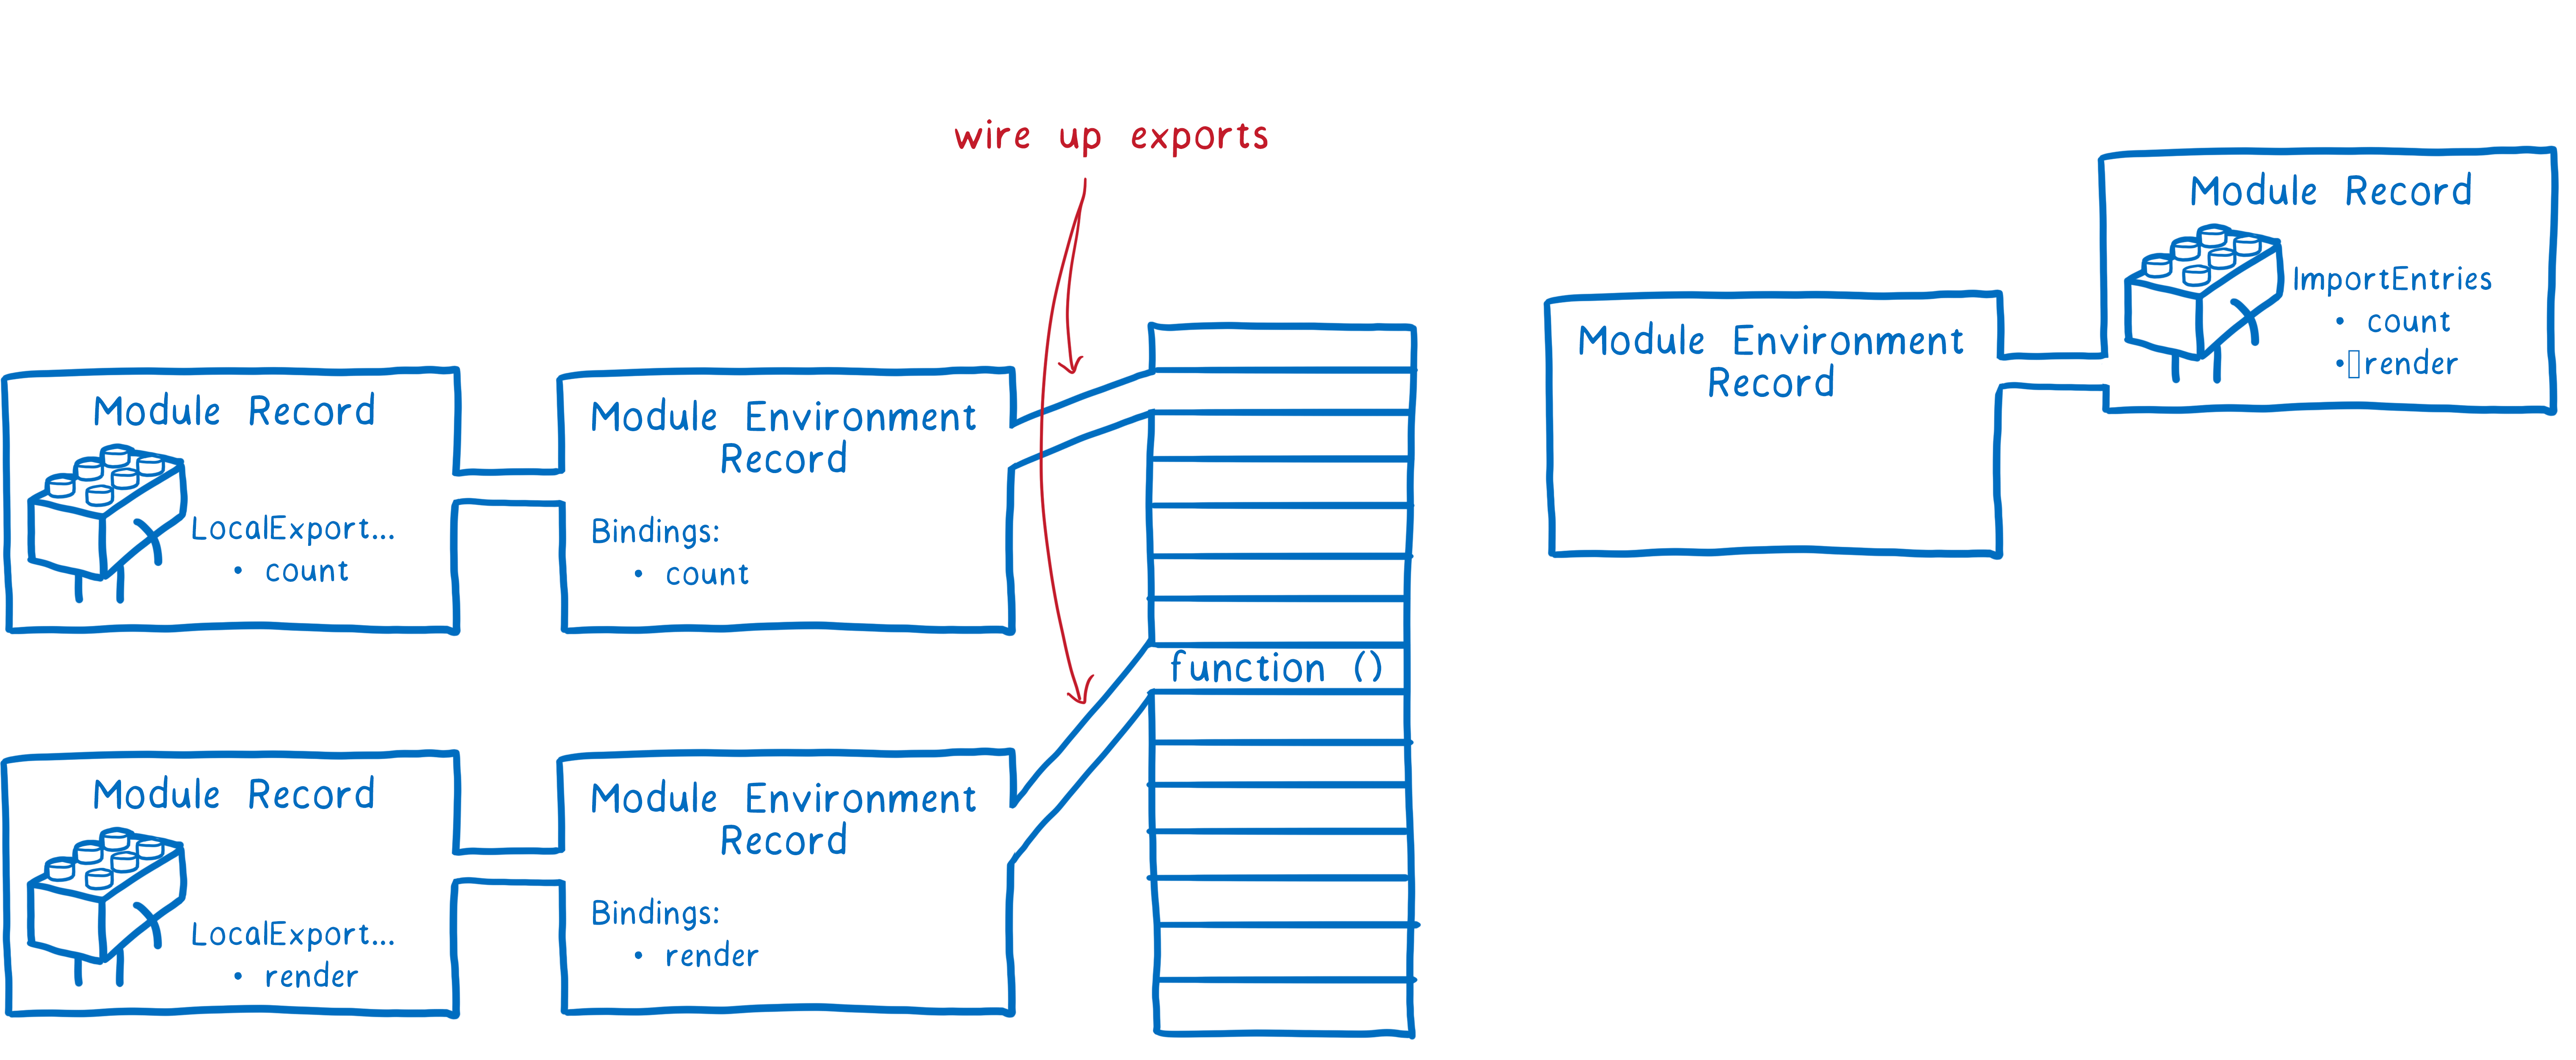 wire up exports
Module Record
LocalExport...
• count
Module Environment
Record
Bindings:
• count
Module Record
LocalExport...
• render
Module Environment
Record
Bindings:
• render
function ()
Module Environment
Record
Module Record
ImportEntries
• count
•▯render